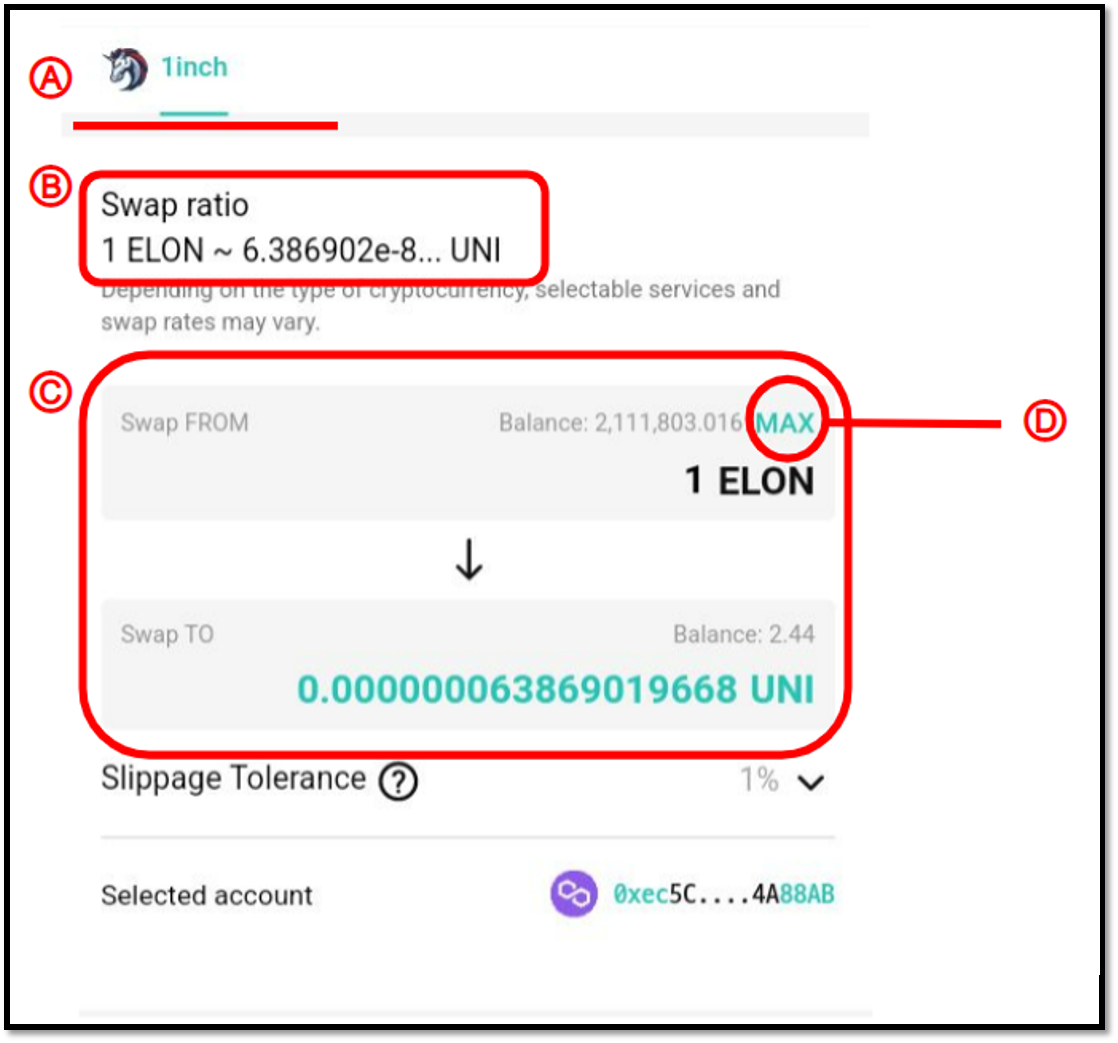 Ⓐ 1inch
Ⓑ Swap ratio
1 ELON ~ 6.386902e-8... UNI
Depending on the type of cryptocurrency, selectable services and
swap rates may vary.
Ⓒ Swap FROM Balance: 2,111,803.016 MAX Ⓓ
1 ELON
Swap TO Balance: 2.44
0.000000063869019668 UNI
Slippage Tolerance ? 1%
Selected account 0xec5C....4A88AB